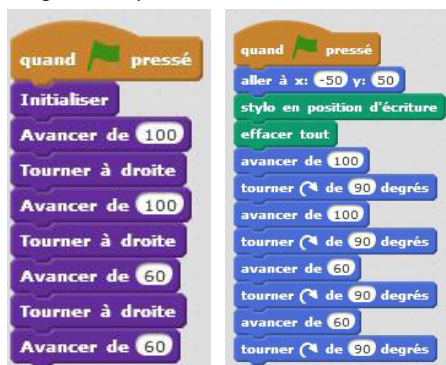 quand pressé
Initialiser
Avancer de 100
Tourner à droite
Avancer de 100
Tourner à droite
Avancer de 60
Tourner à droite
Avancer de 60
quand pressé
aller à x: -50 y: 50
stylo en position d'écriture
effacer tout
avancer de 100
tourner de 90 degrés
avancer de 100
tourner de 90 degrés
avancer de 60
tourner de 90 degrés
avancer de 60
tourner de 90 degrés